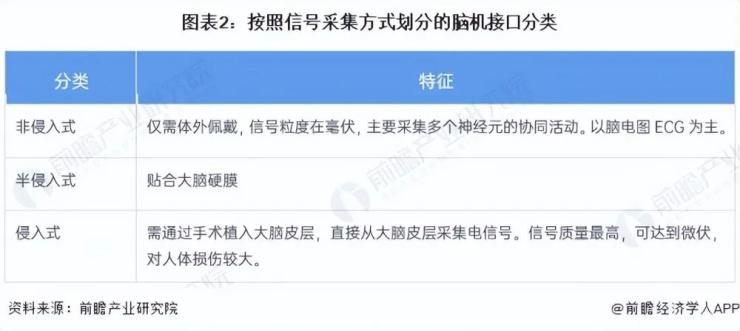 图表2：按照信号采集方式划分的脑机接口分类
分类 特征
非侵入式 仅需体外佩戴，信号粒度在毫伏，主要采集多个神经元的协同活动。以脑电图 ECG 为主。
半侵入式 贴合大脑硬膜
侵入式 需通过手术植入大脑皮层，直接从大脑皮层采集电信号。信号质量最高，可达到微伏，
对人体损伤较大。
资料来源：前瞻产业研究院 @前瞻经济学人APP
前瞻产业研究院